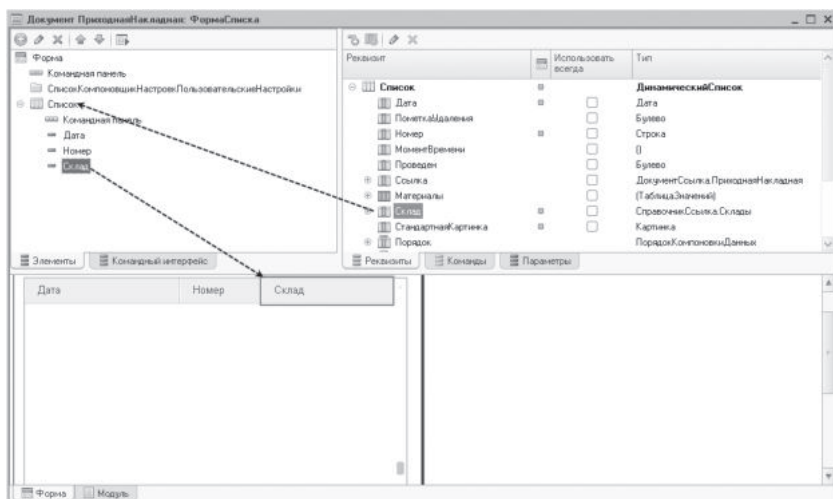 Документ ПриходнаяНакладная: ФормаСписка
Форма
Командная панель
СписокКомпоновщикНастроекПользовательскиеНастройки
Список
Командная панель
Дата
Номер
Склад
Элементы
Командный интерфейс
Реквизит Использовать всегда Тип
Список ДинамическийСписок
Дата Дата
ПометкаУдаления Булево
Номер Строка
МоментВремени ()
Проведен Булево
Ссылка ДокументСсылка.ПриходнаяНакладная
Материалы (ТаблицаЗначений)
Склад СправочникСсылка.Склады
СтандартнаяКартинка Картинка
Порядок ПорядокКомпоновкиДанных
Реквизиты Команды Параметры
Дата Номер Склад
Форма Модуль